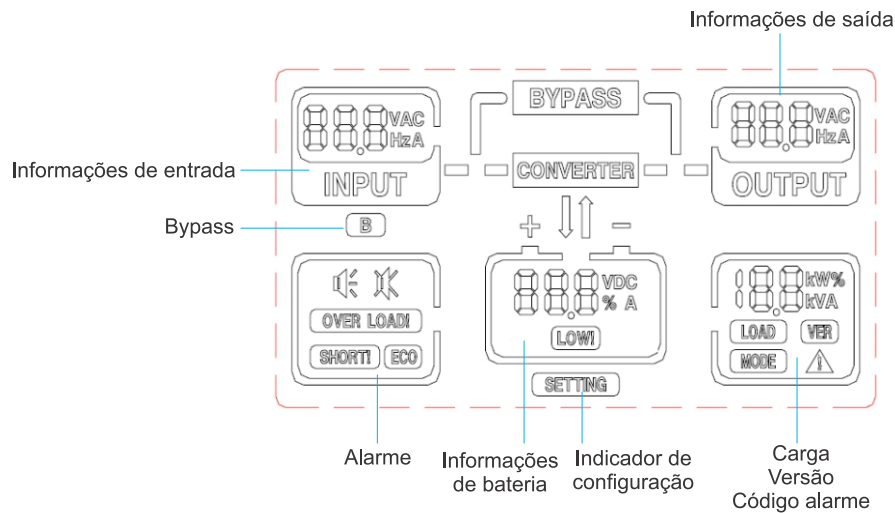 Informações de saída
BYPASS
888 VAC
HzA
888 VAC
HzA
Informações de entrada
INPUT
CONVERTER
OUTPUT
Bypass
B
+ −
888 VDC
% A
188 kW%
kVA
OVER LOAD!
LOW!
LOAD VER
SHORT! ECO
MODE
SETTING
Alarme
Informações
de bateria
Indicador de
configuração
Carga
Versão
Código alarme